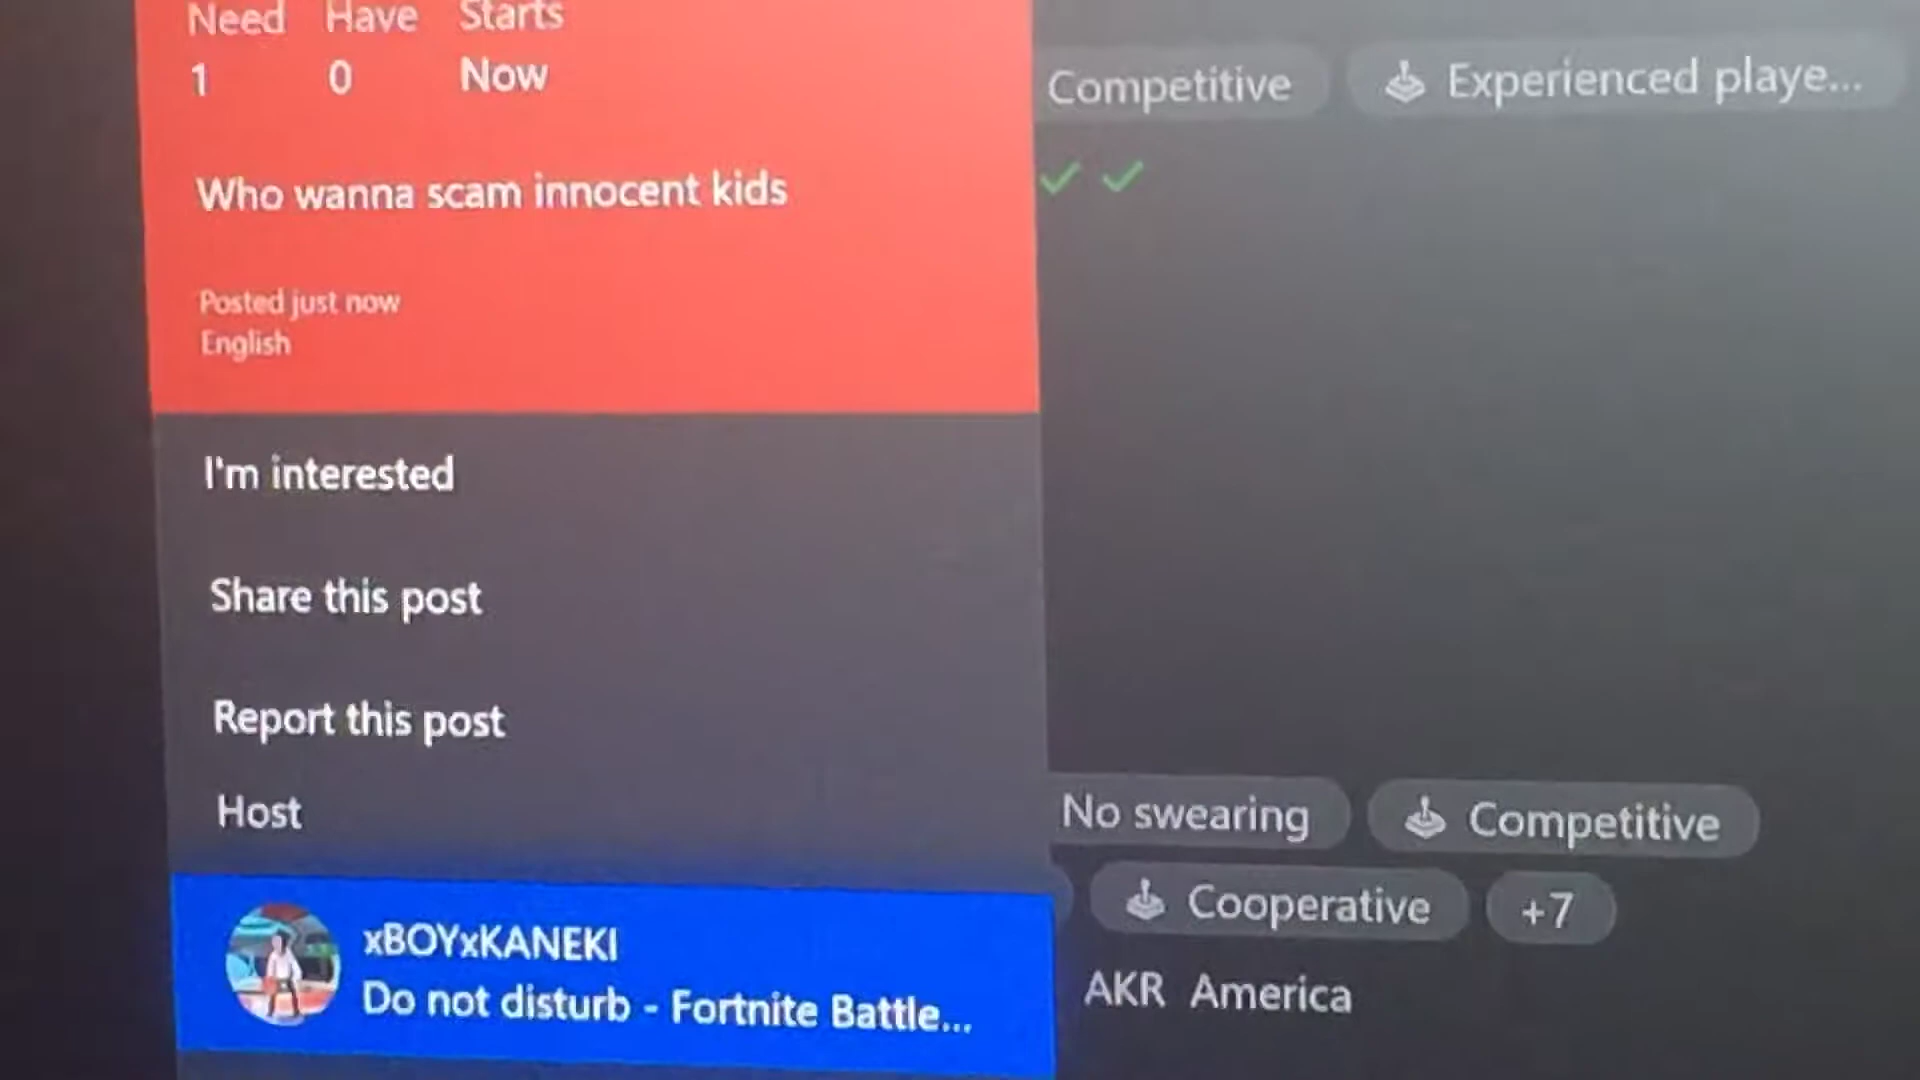 Need Have Starts
1 0 Now
Who wanna scam innocent kids
Posted just now
English
I'm interested
Share this post
Report this post
Host
xBOYxKANEKI
Do not disturb - Fortnite Battle...
Competitive Experienced playe...
No swearing Competitive
Cooperative +7
AKR America